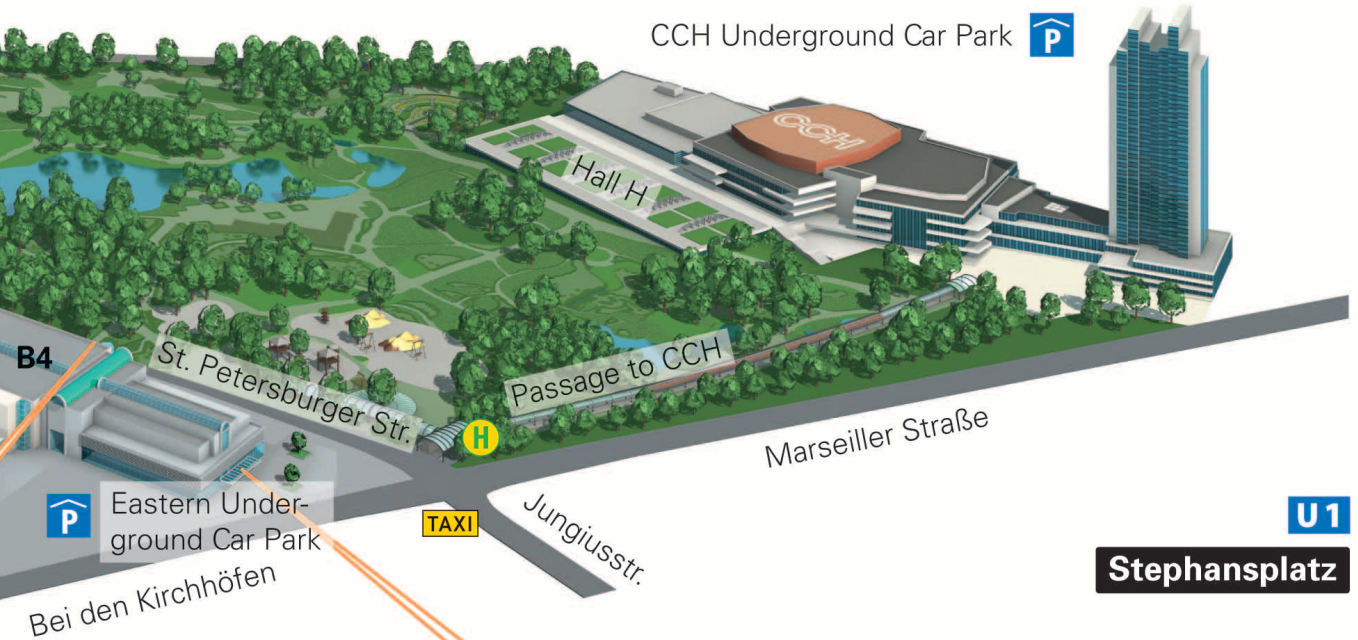 CCH Underground Car Park P
CCH
Hall H
B4
St. Petersburger Str.
Passage to CCH
H
Marseiller Straße
P
Eastern Under-
ground Car Park
TAXI
Jungiusstr.
U1
Stephansplatz
Bei den Kirchhöfen